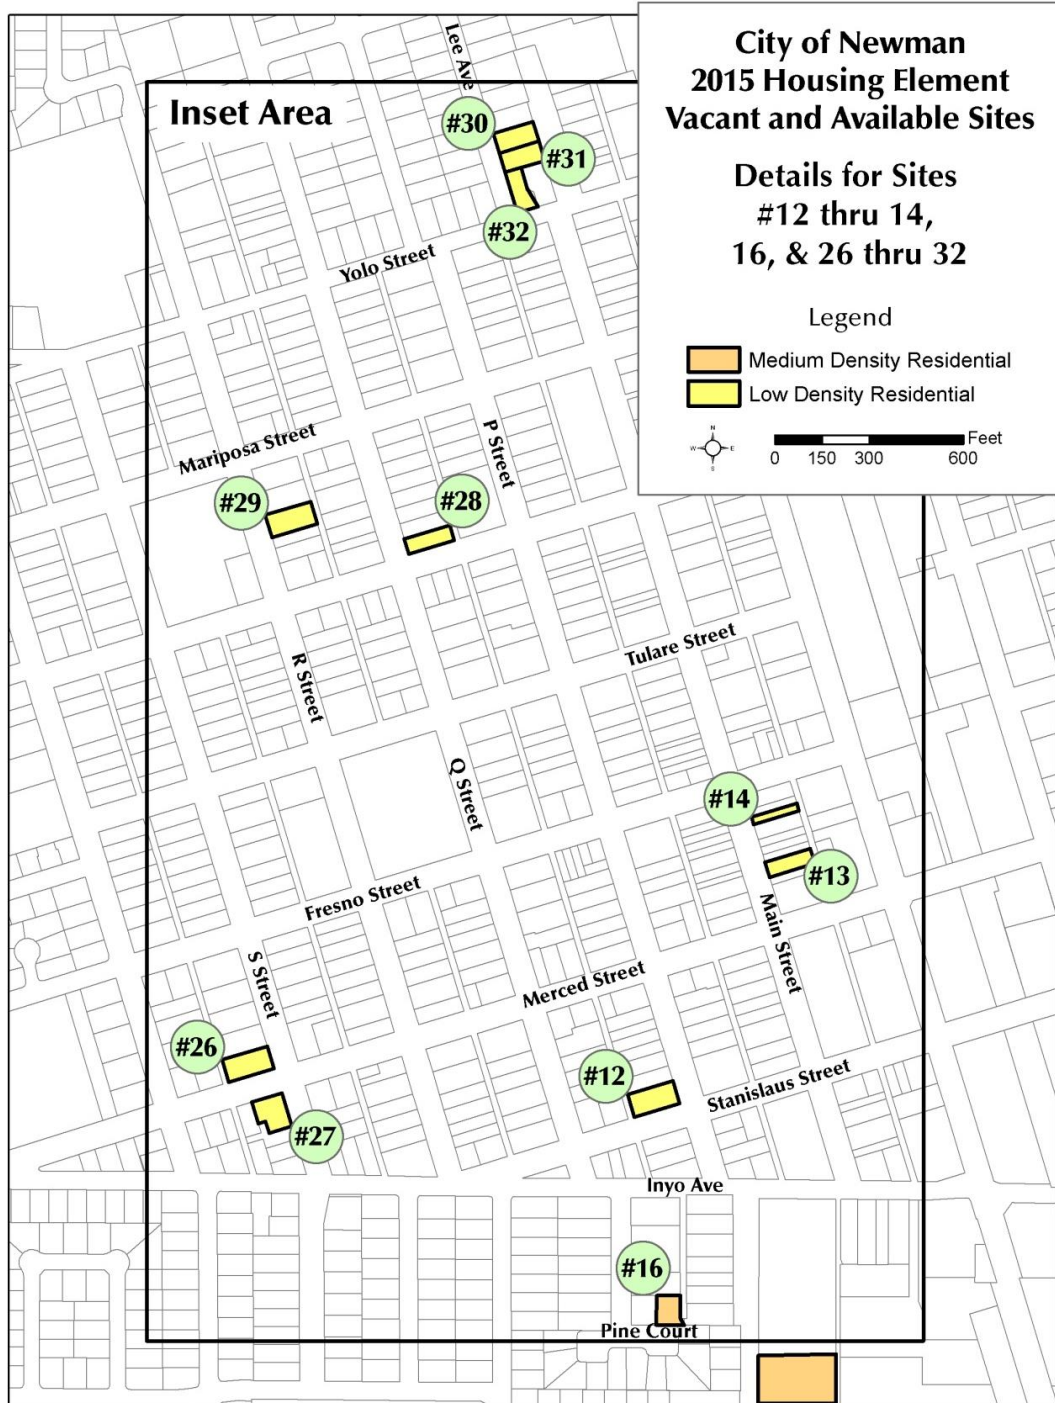 City of Newman
2015 Housing Element
Vacant and Available Sites
Details for Sites
#12 thru 14,
16, & 26 thru 32
Legend
Medium Density Residential
Low Density Residential
N
W E
S
Feet
0 150 300 600
Inset Area
Lee Ave
#30
#31
#32
Yolo Street
Mariposa Street
P Street
#29
#28
Tulare Street
R Street
Q Street
#14
#13
Fresno Street
Main Street
S Street
Merced Street
#26
#12
Stanislaus Street
#27
Inyo Ave
#16
Pine Court